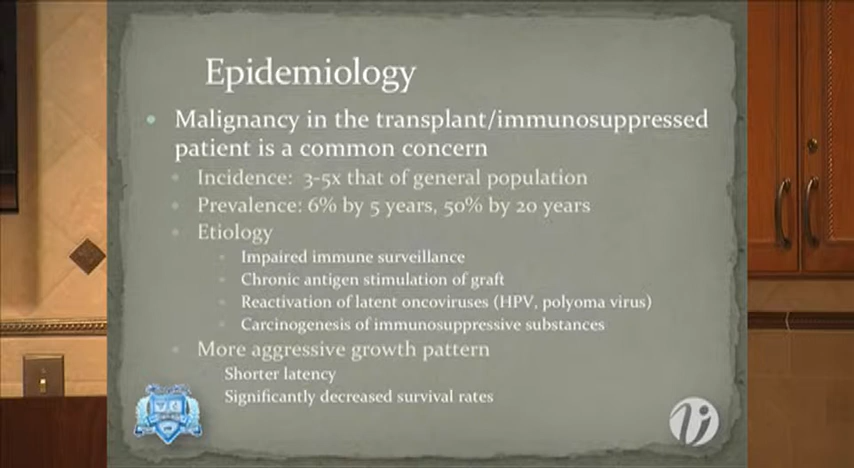 Epidemiology
Malignancy in the transplant/immunosuppressed
patient is a common concern
Incidence: 3-5x that of general population
Prevalence: 6% by 5 years, 50% by 20 years
Etiology
Impaired immune surveillance
Chronic antigen stimulation of graft
Reactivation of latent oncoviruses (HPV, polyoma virus)
Carcinogenesis of immunosuppressive substances
More aggressive growth pattern
Shorter latency
Significantly decreased survival rates